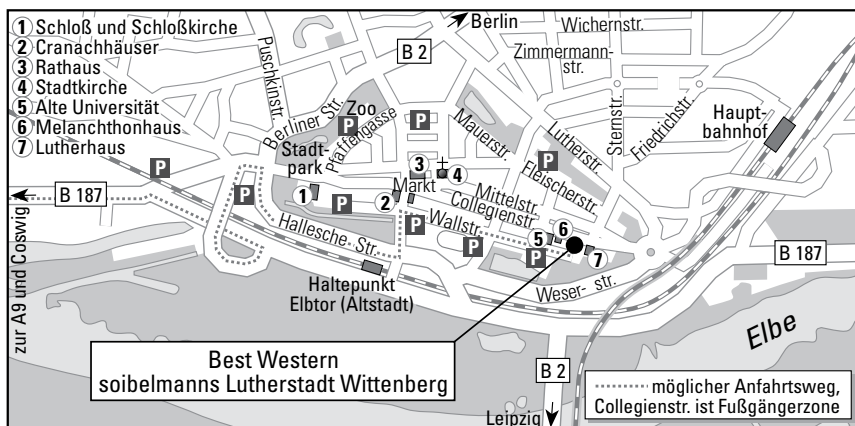 ① Schloß und Schloßkirche
② Cranachhäuser
③ Rathaus
④ Stadtkirche
⑤ Alte Universität
⑥ Melanchthonhaus
⑦ Lutherhaus
Berlin
B 2
Puschkinstr.
Wichernstr.
Zimmermann-
str.
Sternstr.
Friedrichstr.
Haupt-
bahnhof
Berliner Str.
Zoo
P
Pfaffengasse
P
Mauerstr.
Lutherstr.
P
Fleischerstr.
Stadt-
park
P
P
①
P
②
③
④
Markt
Mittelstr.
Collegienstr.
Wallstr.
P
P
⑤
⑥
P
⑦
B 187
zur A9 und Coswig
Hallesche- Str.
Haltepunkt
Elbtor (Altstadt)
Weser- str.
B 187
Elbe
Best Western
soibelmanns Lutherstadt Wittenberg
B 2
Leipzig
möglicher Anfahrtsweg,
Collegienstr. ist Fußgängerzone